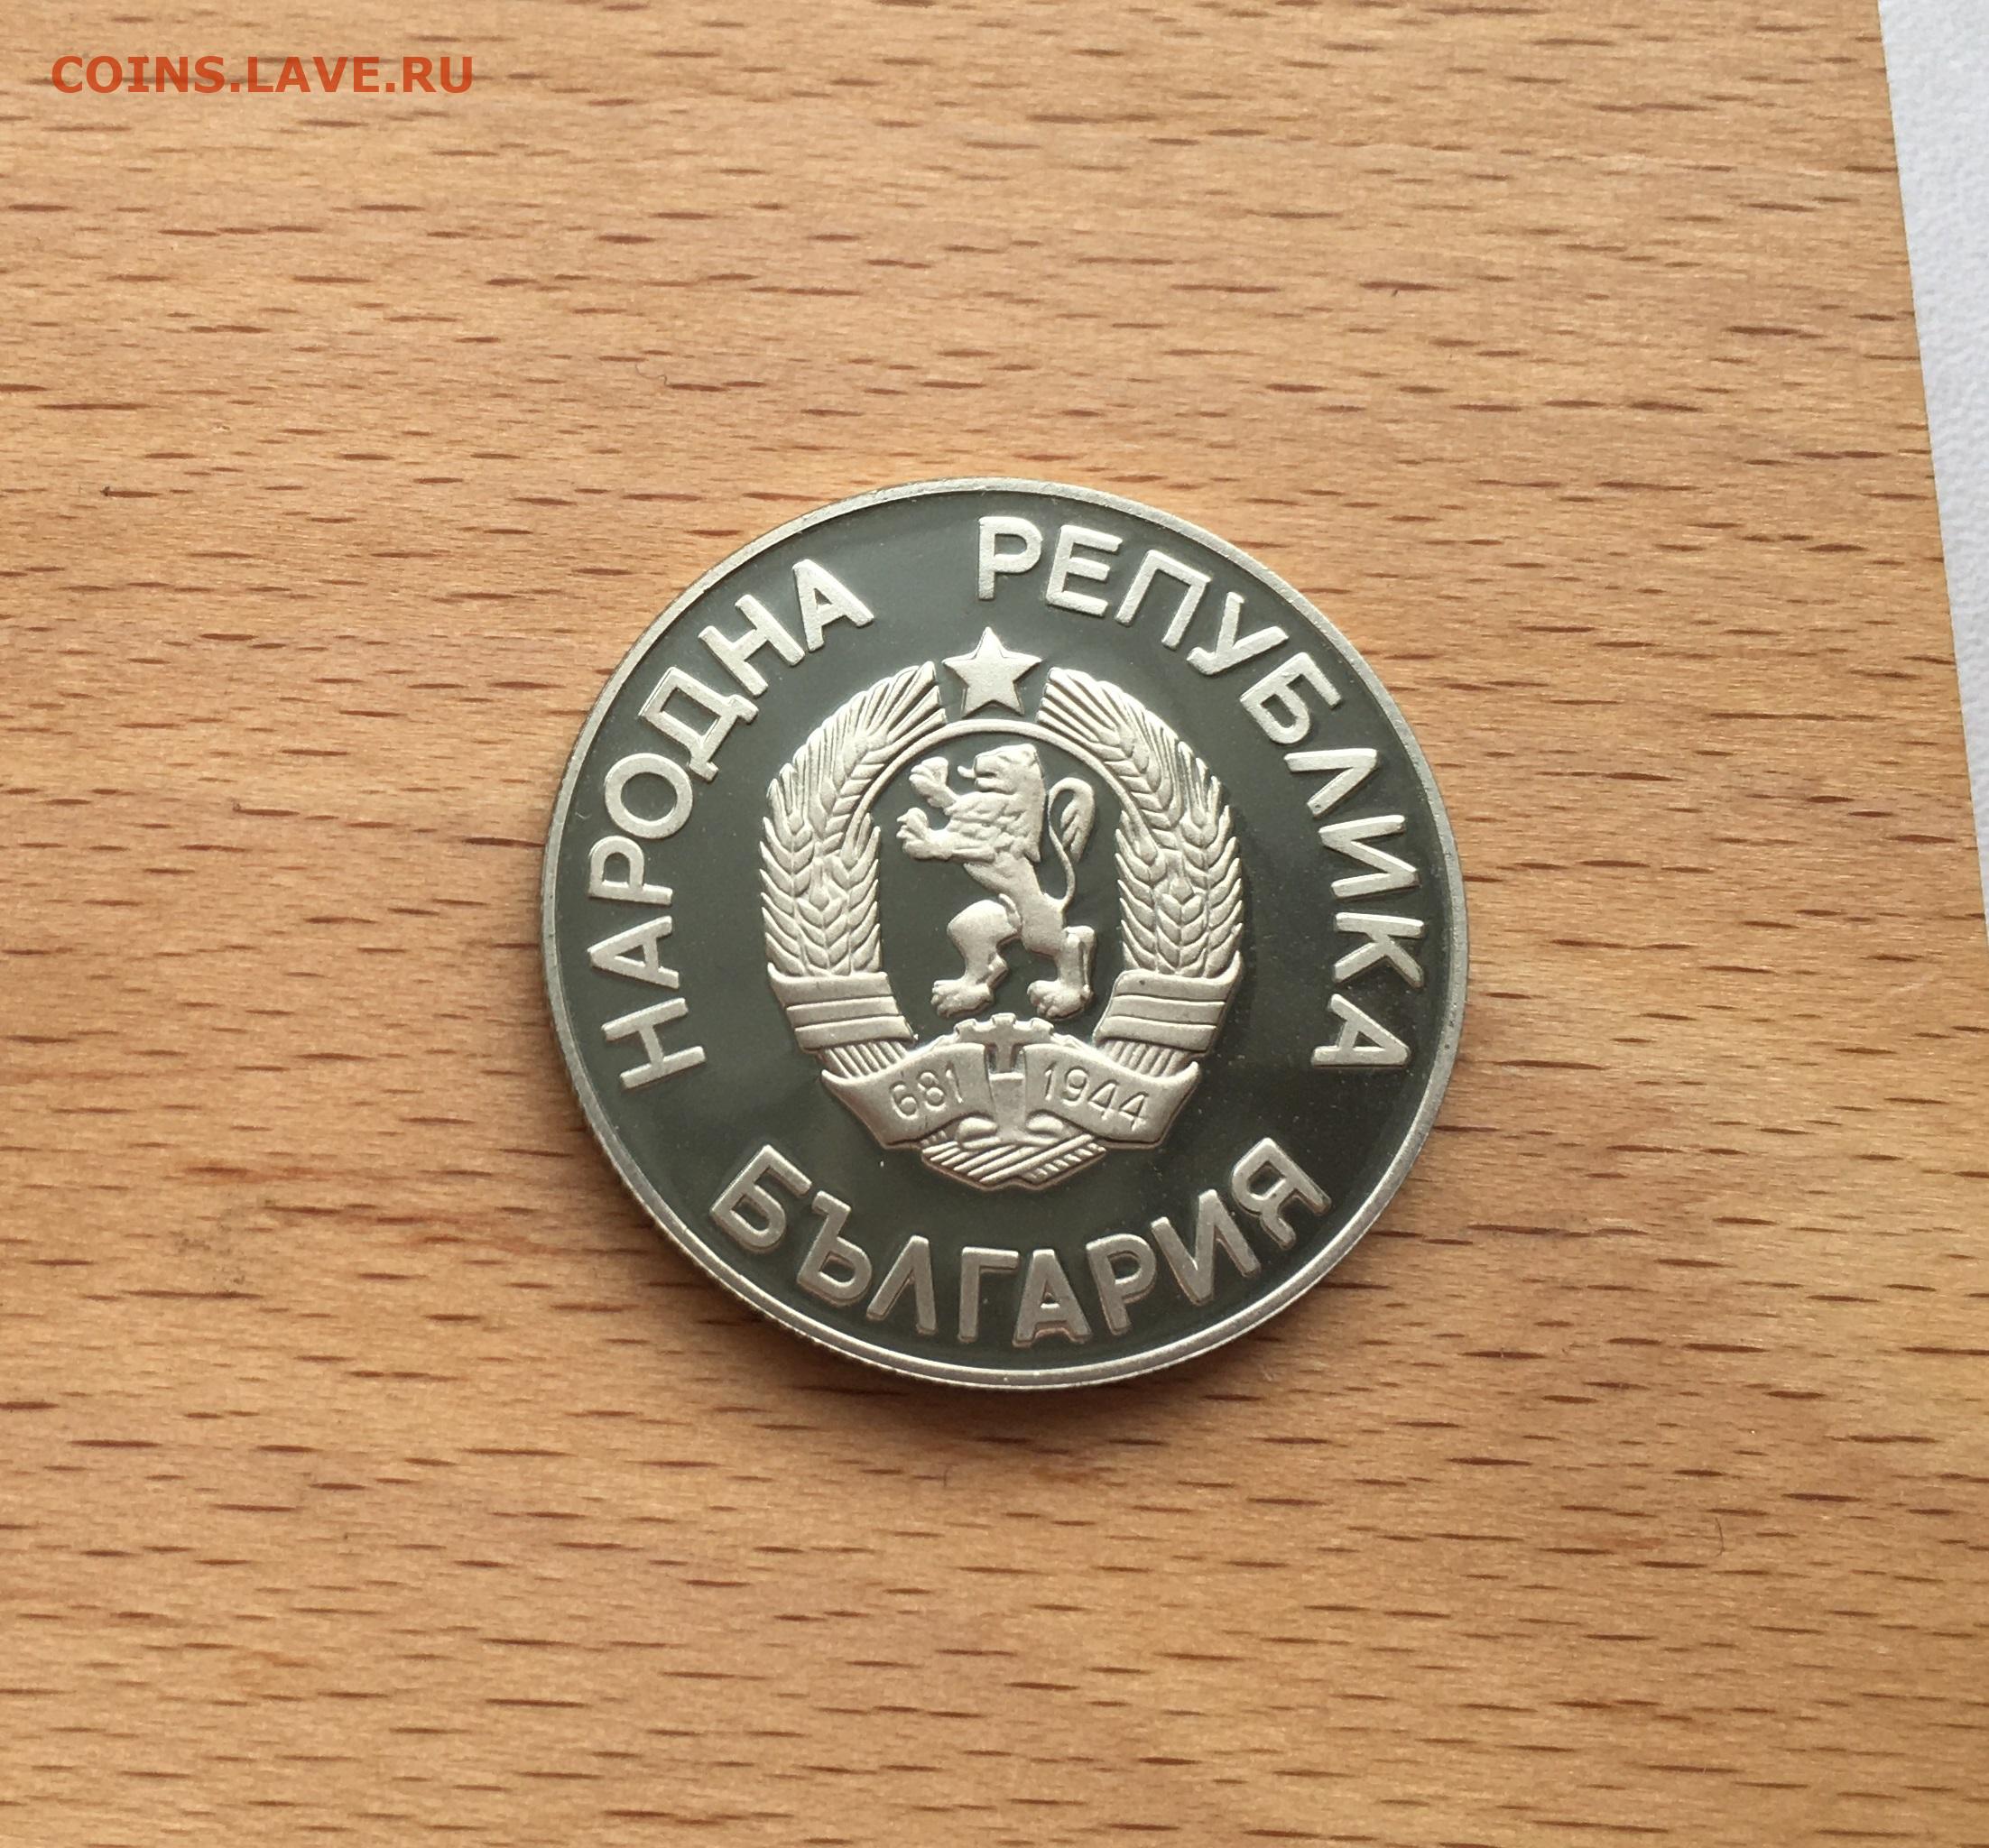 COINS.LAVE.RU
НАРОДНА РЕПУБЛИКА
681 1944
БЪЛГАРИЯ